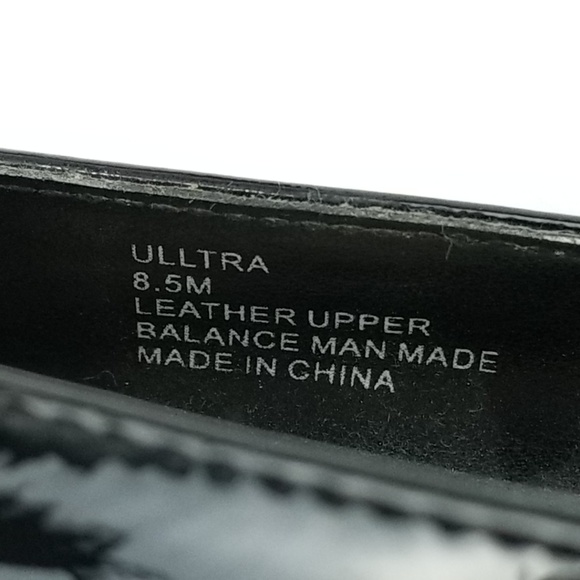 ULLTRA
8.5M
LEATHER UPPER
BALANCE MAN MADE
MADE IN CHINA